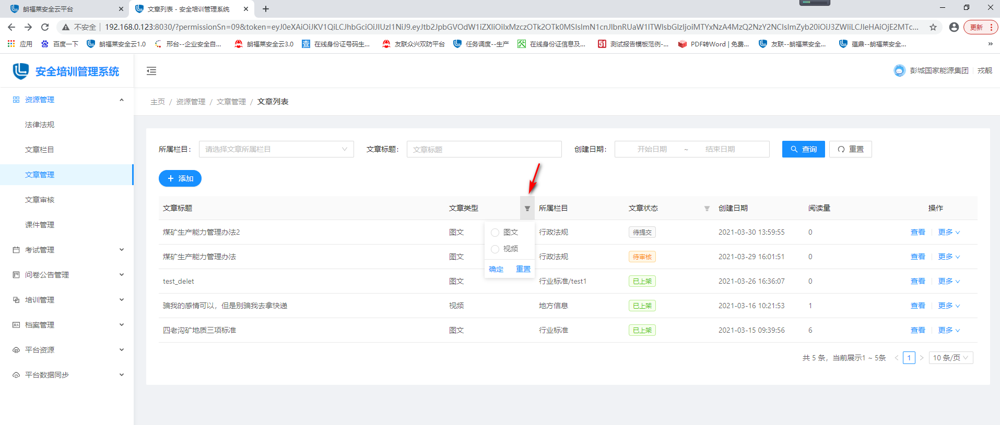 朗福莱安全云平台
文章列表 - 安全培训管理系统
不安全
192.168.0.123:8030/?permissionSn=09&token=eyJ0eXAiOiJKV1QiLCJhbGciOiJIUzI1NiJ9.eyJtb2JpbGVOdW1iZXIiOiIxMzczOTk2OTk0MSIsImN1cnJlbnRUaW1lTWlsbGlzIjoiMTYxNzA4MzQ2NzY2NCIsImZyb20iOiJ3ZWIiLCJleHAiOjE2MTc...
更新
应用
百度一下
朗福莱安全云1.0
邢台--企业安全自...
朗福莱安全云3.0
在线身份证号码生...
友联众兴双防平台
任务调度--生产
在线身份证信息及...
测试报告模板范例-...
PDF转Word | 免费...
友联--朗福莱安全...
蕴鼎--朗福莱安全...
安全培训管理系统
彭城国家能源集团
戎靓
资源管理
法律法规
文章栏目
文章管理
文章审核
课件管理
考试管理
问卷公告管理
培训管理
档案管理
平台资源
平台数据同步
主页 / 资源管理 / 文章管理 / 文章列表
所属栏目： 请选择文章所属栏目 文章标题： 文章标题 创建日期： 开始日期 ~ 结束日期 查询 重置
添加
文章标题 文章类型 所属栏目 文章状态 创建日期 阅读量 操作
煤矿生产能力管理办法2 图文 行政法规 待提交 2021-03-30 13:59:55 0 查看 更多
煤矿生产能力管理办法 图文 行政法规 待审核 2021-03-29 16:01:51 0 查看 更多
test_delet 图文 行业标准/test1 已上架 2021-03-26 16:36:07 0 查看 更多
骗我的感情可以，但是别骗我去拿快递 视频 地方信息 已上架 2021-03-16 10:21:53 1 查看 更多
四老沟矿地质三项标准 图文 行业标准 已上架 2021-03-15 09:39:56 6 查看 更多
图文
视频
确定 重置
共 5 条，当前展示1 ~ 5条 < 1 > 10 条/页